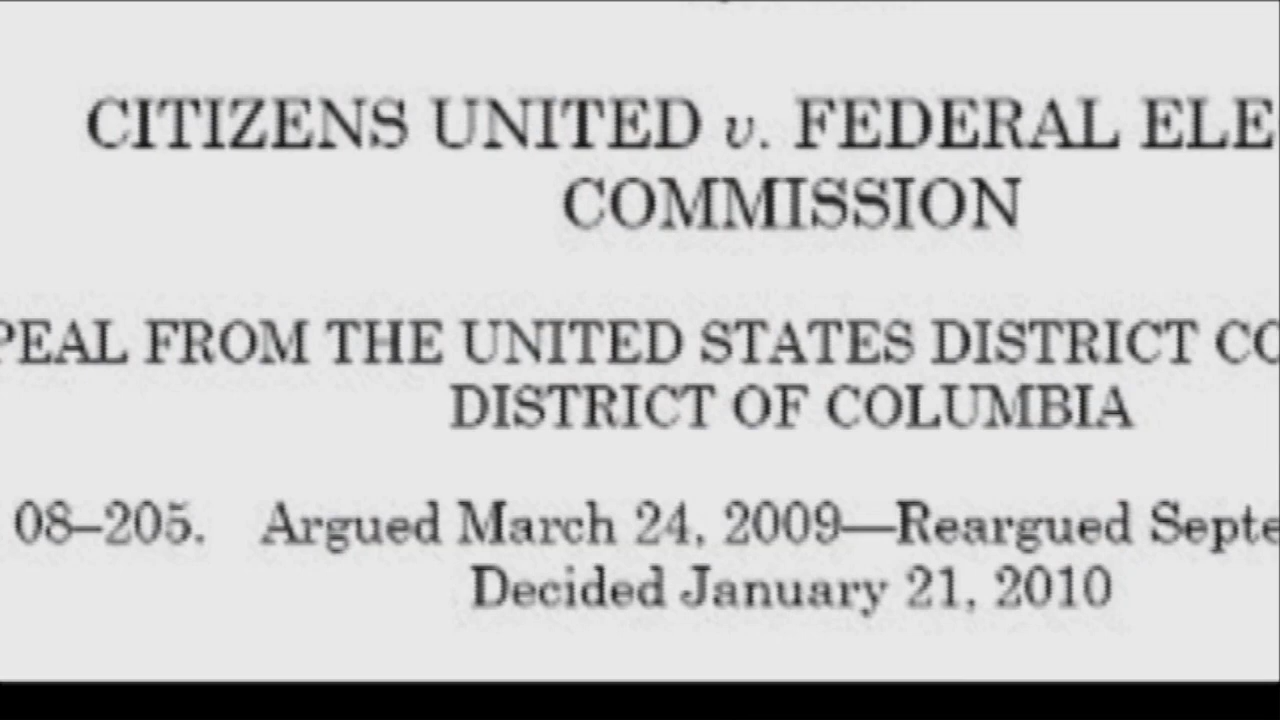 CITIZENS UNITED v. FEDERAL ELE
COMMISSION
PEAL FROM THE UNITED STATES DISTRICT CO
DISTRICT OF COLUMBIA
08–205. Argued March 24, 2009—Reargued Septe
Decided January 21, 2010